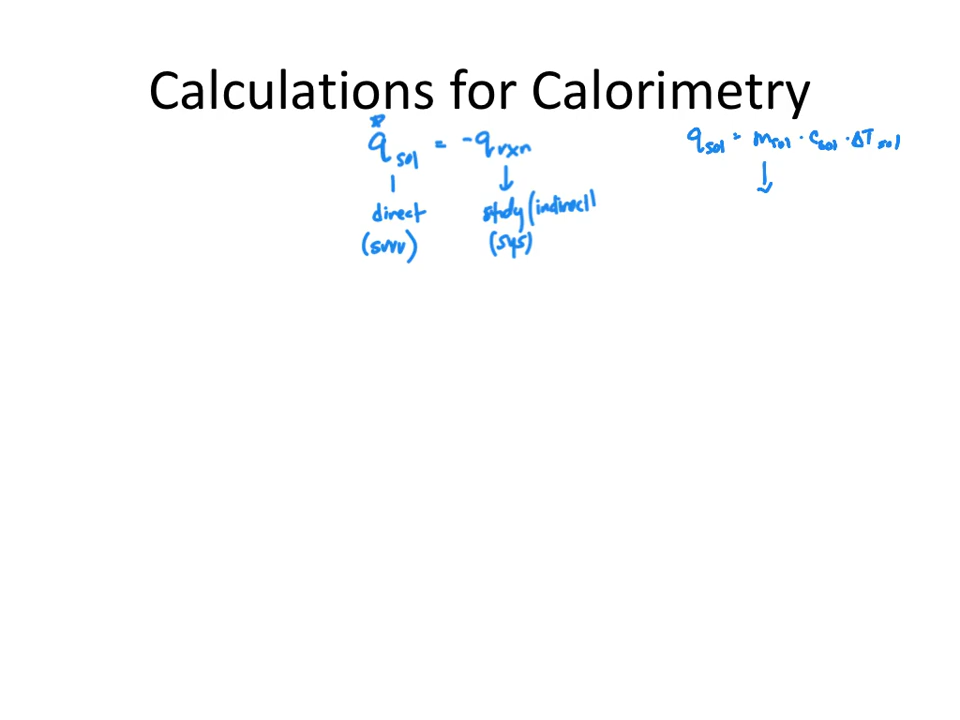 Calculations for Calorimetry
*
q sol = -q rxn
q sol = m sol · c sol · ΔT sol
direct study (indirect)
(surr) (sys)